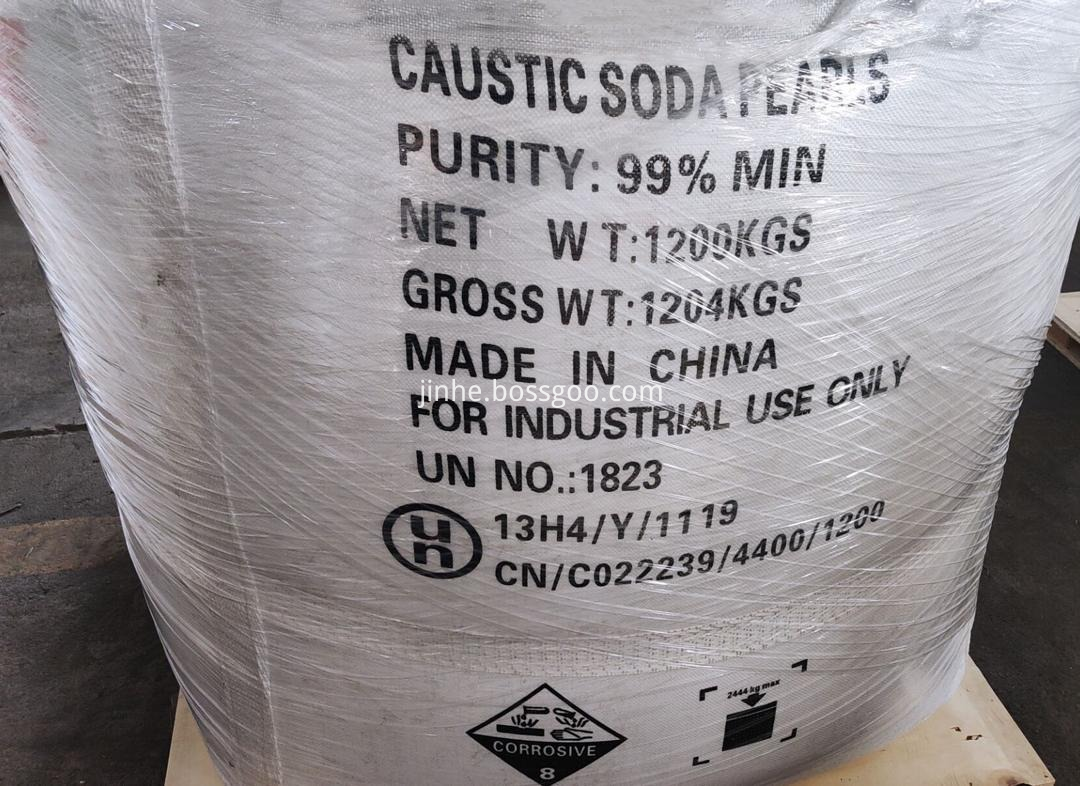 CAUSTIC SODA PEARLS
PURITY: 99% MIN
NET WT:1200KGS
GROSS WT:1204KGS
MADE IN CHINA
jinhe.bossgoo.com
FOR INDUSTRIAL USE ONLY
UN NO.:1823
un 13H4/Y/1119
CN/C022239/4400/1200
2444 kg max
CORROSIVE
8